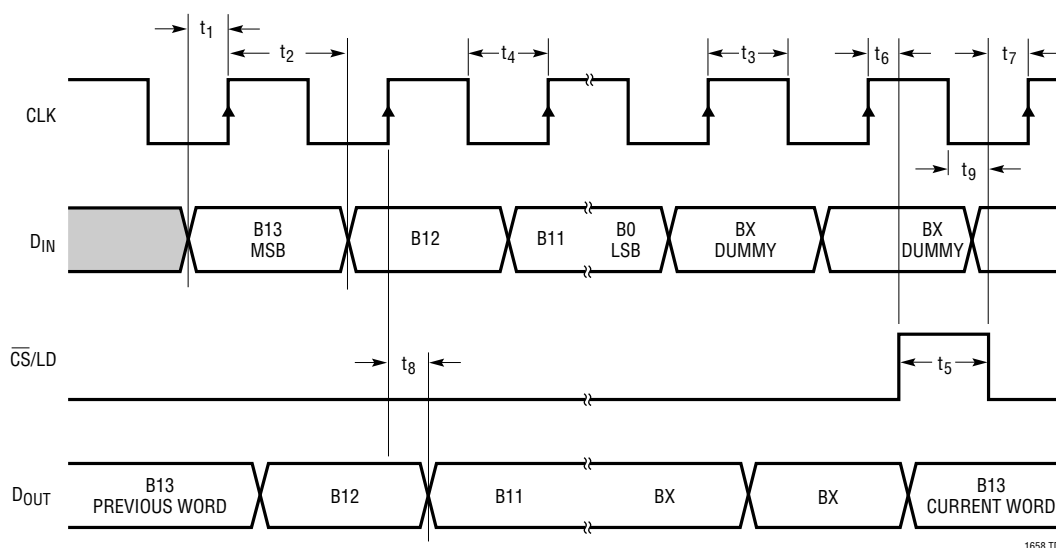 t1
t2
t4
t3
t6
t7
CLK
t9
DIN
B13
MSB
B12
B11
B0
LSB
BX
DUMMY
BX
DUMMY
CS/LD
t8
t5
DOUT
B13
PREVIOUS WORD
B12
B11
BX
BX
B13
CURRENT WORD